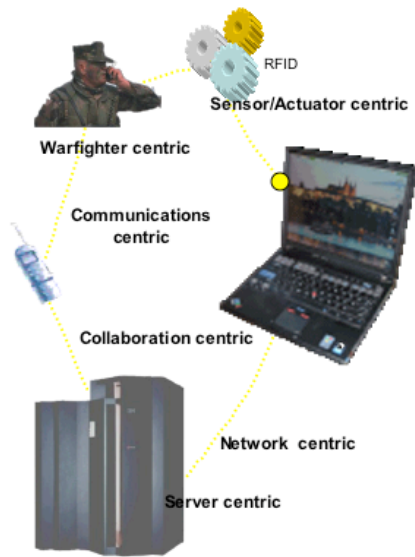 RFID
Sensor/Actuator centric
Warfighter centric
Communications
centric
Collaboration centric
Network centric
Server centric